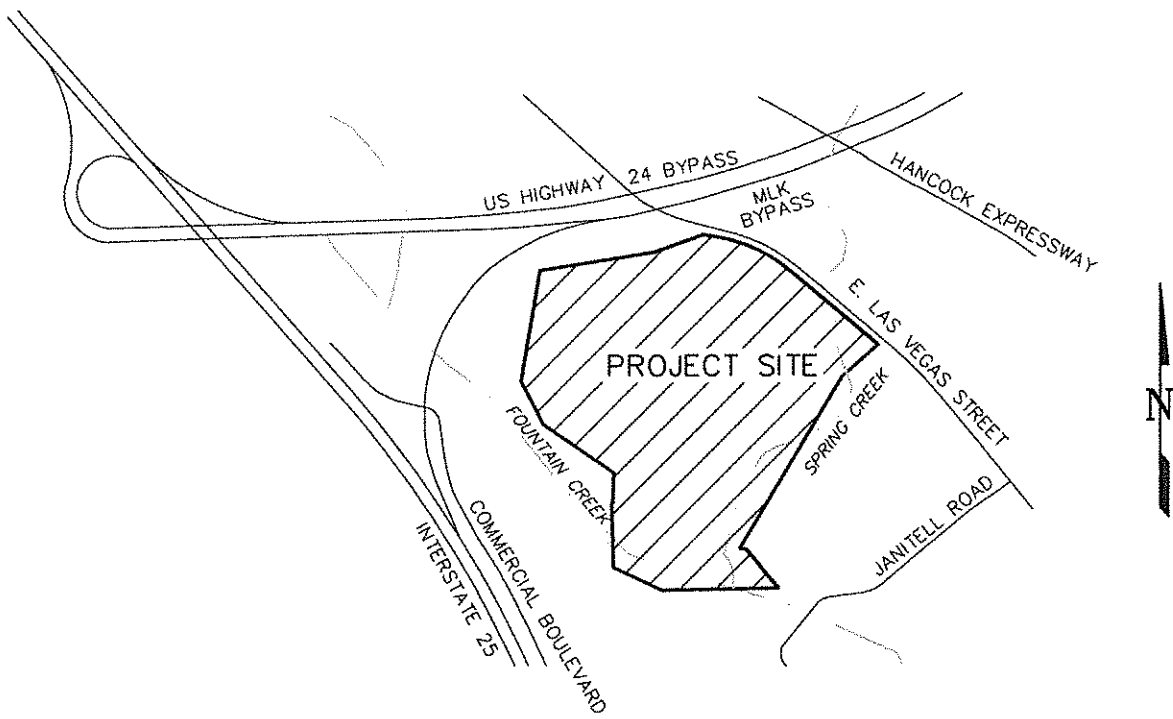 US HIGHWAY 24 BYPASS
MLK
BYPASS
HANCOCK EXPRESSWAY
E. LAS VEGAS STREET
PROJECT SITE
FOUNTAIN CREEK
SPRING CREEK
N
JANITELL ROAD
COMMERCIAL BOULEVARD
INTERSTATE 25